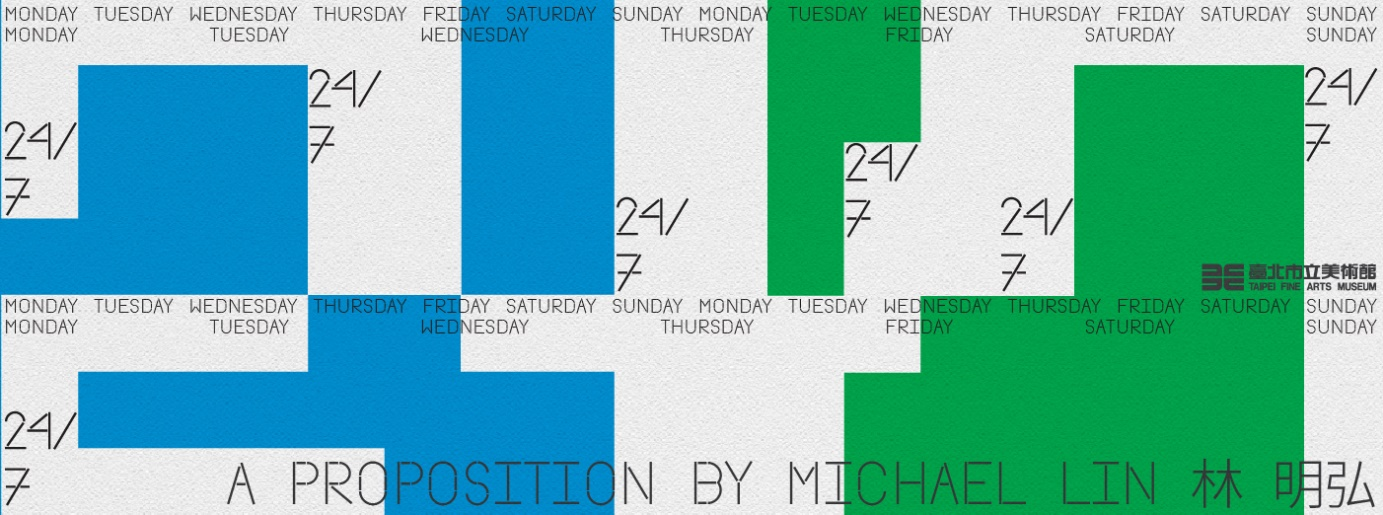 MONDAY TUESDAY WEDNESDAY THURSDAY FRIDAY SATURDAY SUNDAY MONDAY TUESDAY WEDNESDAY THURSDAY FRIDAY SATURDAY SUNDAY
MONDAY TUESDAY WEDNESDAY THURSDAY FRIDAY SATURDAY SUNDAY
24/
7
24/
7
24/
7
24/
7
24/
7
24/
7
臺北市立美術館
TAIPEI FINE ARTS MUSEUM
MONDAY TUESDAY WEDNESDAY THURSDAY FRIDAY SATURDAY SUNDAY MONDAY TUESDAY WEDNESDAY THURSDAY FRIDAY SATURDAY SUNDAY
MONDAY TUESDAY WEDNESDAY THURSDAY FRIDAY SATURDAY SUNDAY
24/
7
A PROPOSITION BY MICHAEL LIN 林 明弘